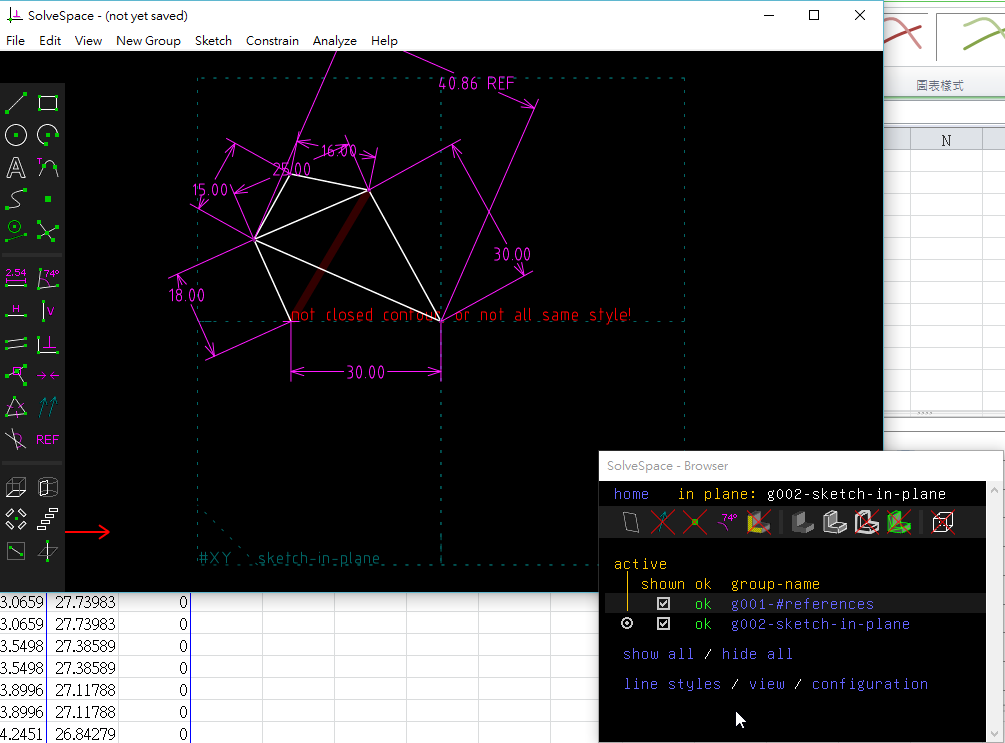 SolveSpace - (not yet saved)
File Edit View New Group Sketch Constrain Analyze Help
圖表樣式
N
40.86 REF
16.00
25.00
15.00
30.00
18.00
not closed contour, or not all same style!
30.00
2.54
74°
H
V
REF
#XY
sketch-in-plane
SolveSpace - Browser
home in plane: g002-sketch-in-plane
74°
active
shown ok group-name
ok g001-#references
ok g002-sketch-in-plane
show all / hide all
line styles / view / configuration
3.0659 27.73983 0
3.0659 27.73983 0
3.5498 27.38589 0
3.5498 27.38589 0
3.8996 27.11788 0
3.8996 27.11788 0
4.2451 26.84279 0